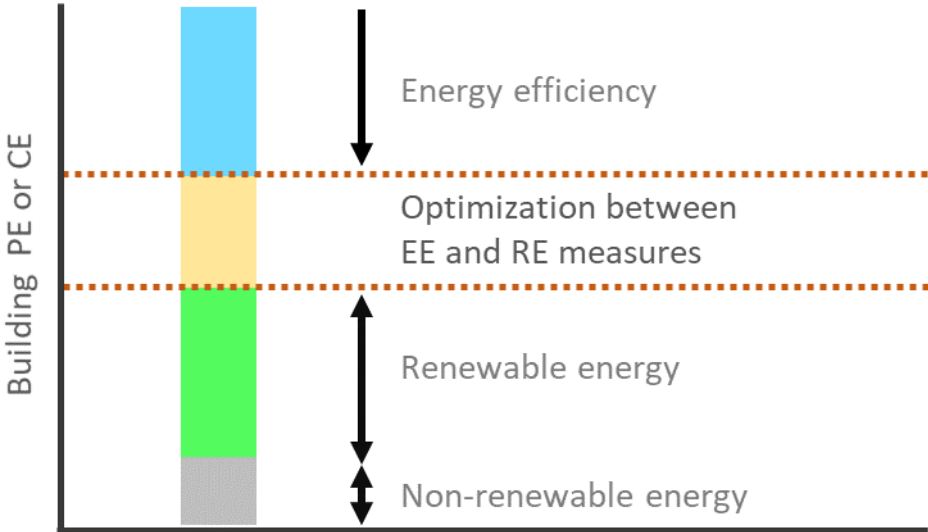 Building PE or CE
Energy efficiency
Optimization between
EE and RE measures
Renewable energy
Non-renewable energy